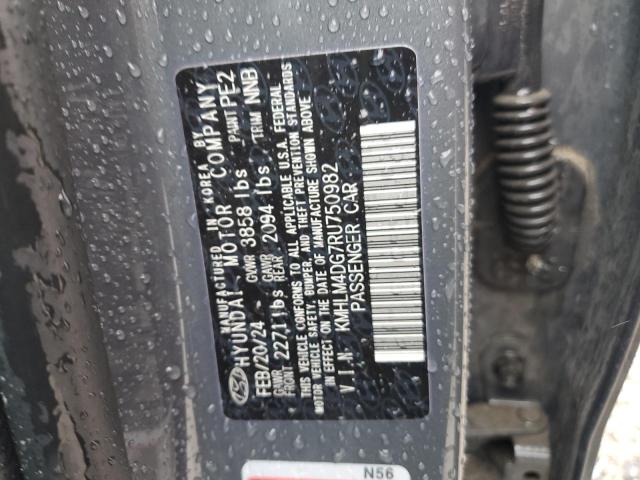 MANUFACTURED IN KOREA BY
HYUNDAI MOTOR COMPANY
FEB/20/24 GVWR 3858 lbs PAINT PE2
GAWR FRONT 2271 lbs GAWR REAR 2094 lbs TRIM NNB
THIS VEHICLE CONFORMS TO ALL APPLICABLE U.S.A. FEDERAL
MOTOR VEHICLE SAFETY, BUMPER, AND THEFT PREVENTION STANDARDS
IN EFFECT ON THE DATE OF MANUFACTURE SHOWN ABOVE
V.I.N. KMHLM4DG7RU750982
PASSENGER CAR
N56